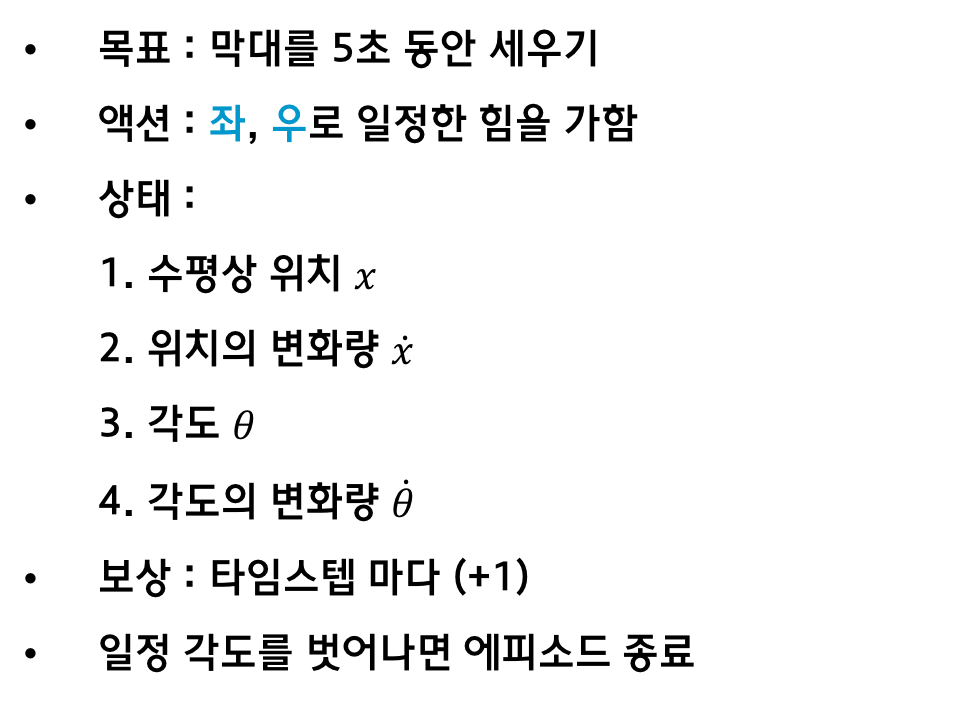 • 목표 : 막대를 5초 동안 세우기
• 액션 : 좌, 우로 일정한 힘을 가함
• 상태 :
1. 수평상 위치 𝑥
2. 위치의 변화량 𝑥̇
3. 각도 𝜃
4. 각도의 변화량 𝜃̇
• 보상 : 타임스텝 마다 (+1)
• 일정 각도를 벗어나면 에피소드 종료